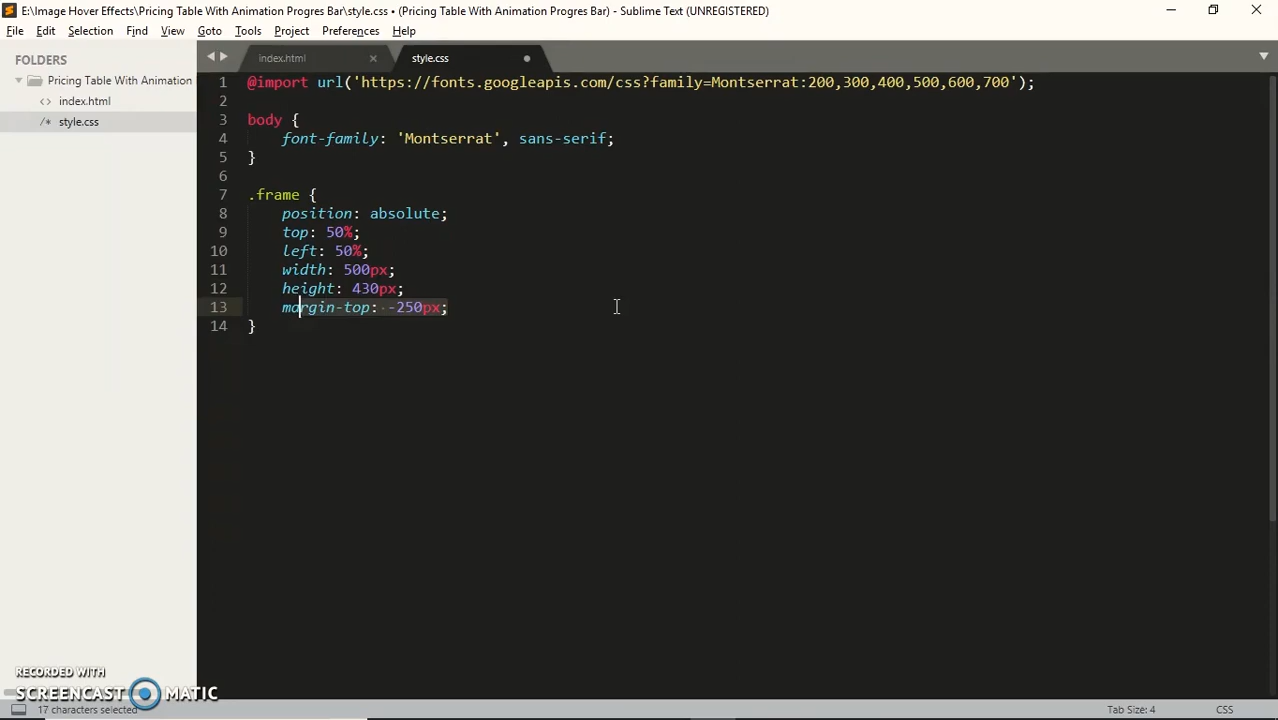 E:\Image Hover Effects\Pricing Table With Animation Progres Bar\style.css • (Pricing Table With Animation Progres Bar) - Sublime Text (UNREGISTERED)
File Edit Selection Find View Goto Tools Project Preferences Help
FOLDERS
Pricing Table With Animation
<> index.html
/* style.css
index.html
style.css
1 @import url('https://fonts.googleapis.com/css?family=Montserrat:200,300,400,500,600,700');
2
3 body {
4 font-family: 'Montserrat', sans-serif;
5 }
6
7 .frame {
8 position: absolute;
9 top: 50%;
10 left: 50%;
11 width: 500px;
12 height: 430px;
13 margin-top: -250px;
14 }
RECORDED WITH
SCREENCAST MATIC
17 characters selected
Tab Size: 4
CSS